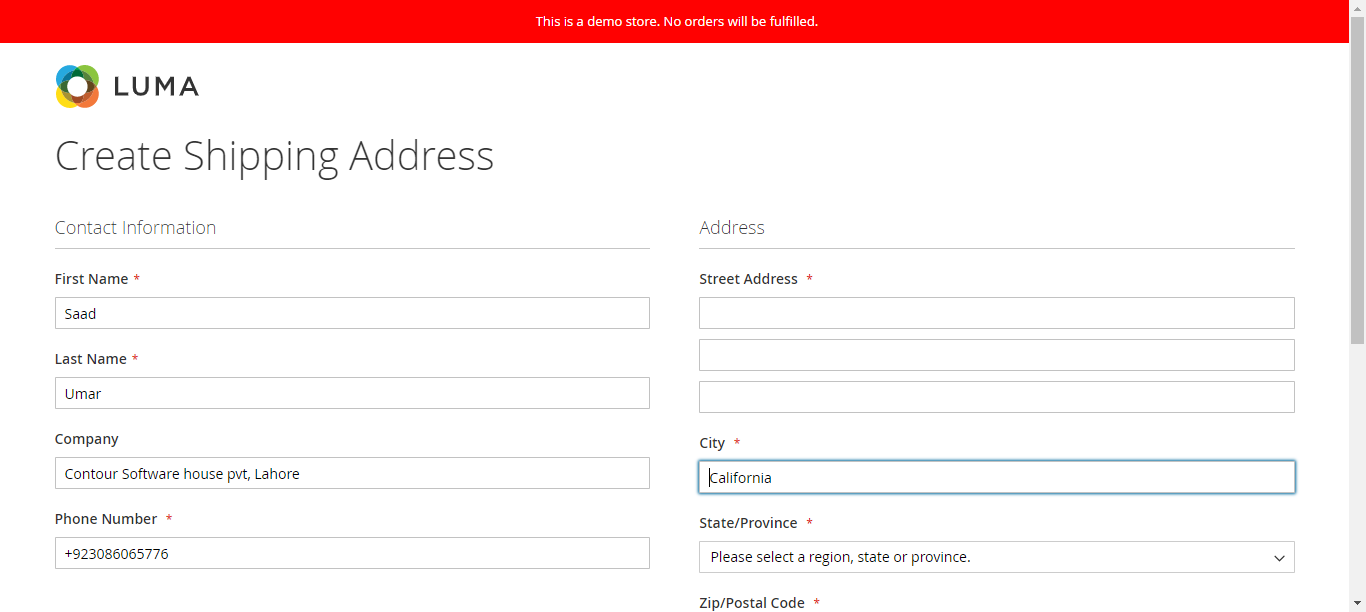 This is a demo store. No orders will be fulfilled.
LUMA
Create Shipping Address
Contact Information
First Name *
Saad
Last Name *
Umar
Company
Contour Software house pvt, Lahore
Phone Number *
+923086065776
Address
Street Address *
City *
California
State/Province *
Please select a region, state or province.
Zip/Postal Code *